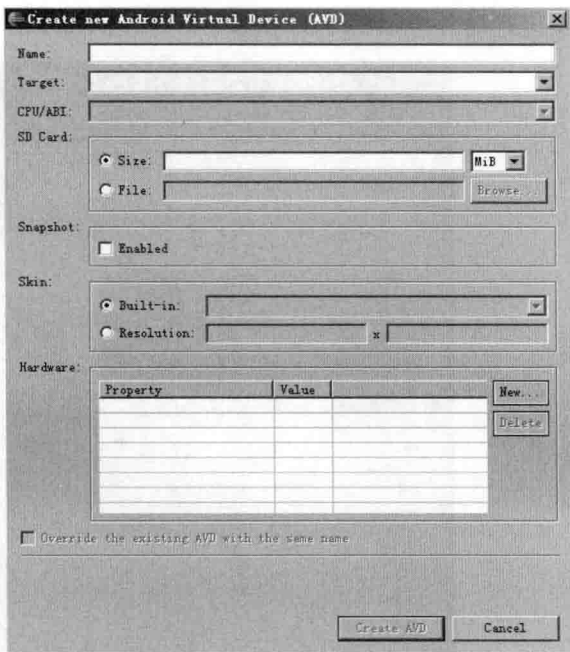 Create new Android Virtual Device (AVD)
Name:
Target:
CPU/ABI:
SD Card:
Size: MiB
File: Browse...
Snapshot:
Enabled
Skin:
Built-in:
Resolution: x
Hardware:
Property Value New...
Delete
Override the existing AVD with the same name
Create AVD Cancel